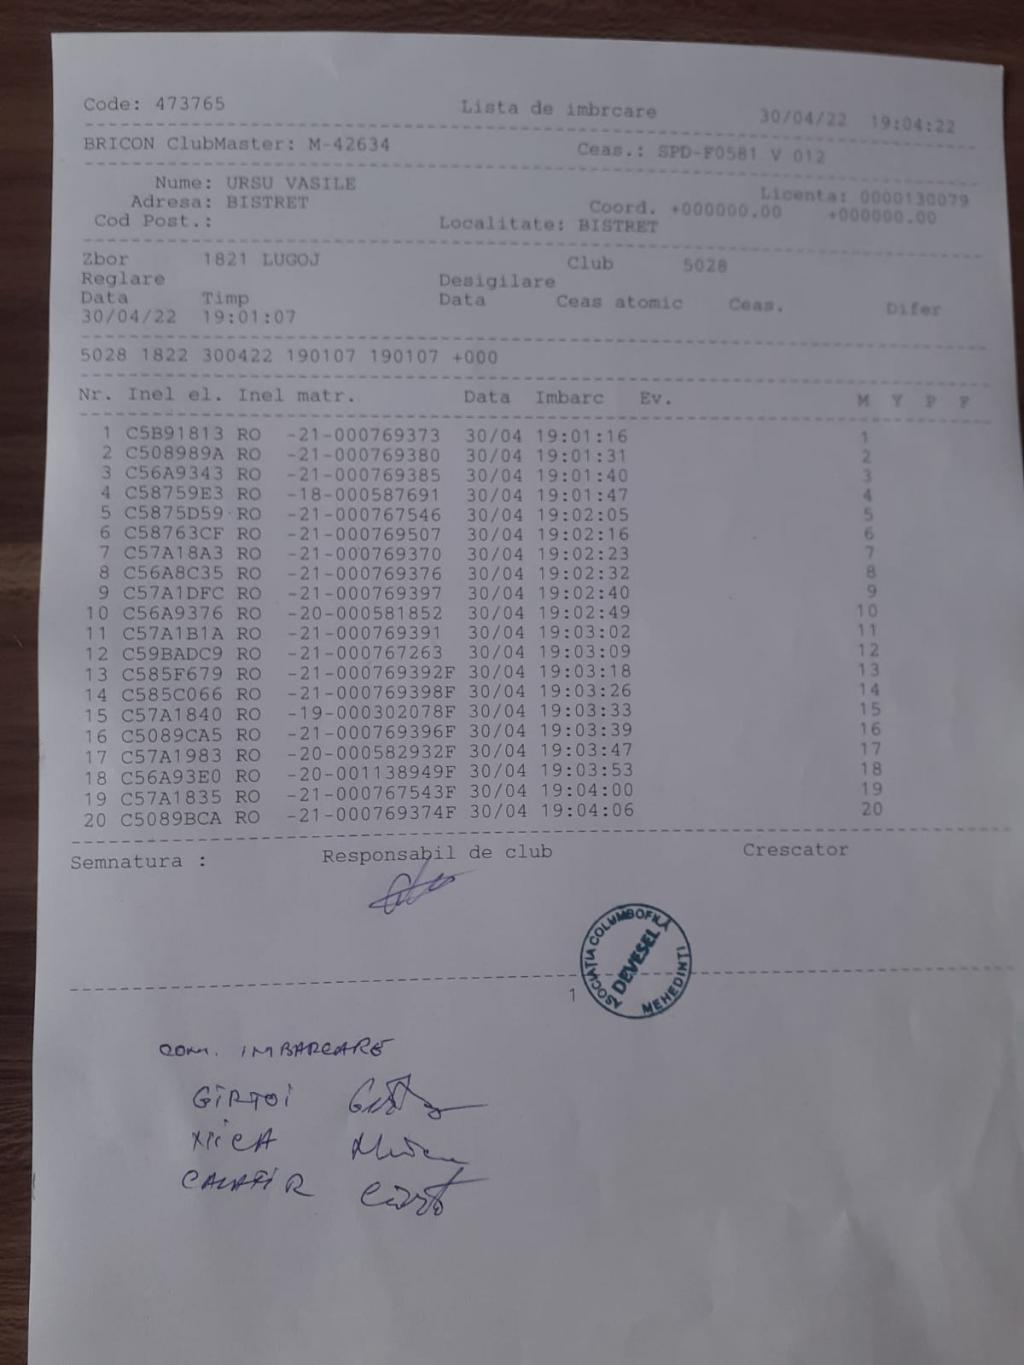 Code: 473765 Lista de imbrcare 30/04/22 19:04:22
BRICON ClubMaster: M-42634 Ceas.: SPD-F0581 V 012
Nume: URSU VASILE Licenta: 0000130079
Adresa: BISTRET Coord. +000000.00 +000000.00
Cod Post.: Localitate: BISTRET
Zbor 1821 LUGOJ Club 5028
Reglare Desigilare
Data Timp Data Ceas atomic Ceas. Difer
30/04/22 19:01:07
5028 1822 300422 190107 190107 +000
Nr. Inel el. Inel matr. Data Imbarc Ev. M Y P F
1 C5B91813 RO -21-000769373 30/04 19:01:16 1
2 C508989A RO -21-000769380 30/04 19:01:31 2
3 C56A9343 RO -21-000769385 30/04 19:01:40 3
4 C58759E3 RO -18-000587691 30/04 19:01:47 4
5 C5875D59 RO -21-000767546 30/04 19:02:05 5
6 C58763CF RO -21-000769507 30/04 19:02:16 6
7 C57A18A3 RO -21-000769370 30/04 19:02:23 7
8 C56A8C35 RO -21-000769376 30/04 19:02:32 8
9 C57A1DFC RO -21-000769397 30/04 19:02:40 9
10 C56A9376 RO -20-000581852 30/04 19:02:49 10
11 C57A1B1A RO -21-000769391 30/04 19:03:02 11
12 C59BADC9 RO -21-000767263 30/04 19:03:09 12
13 C585F679 RO -21-000769392F 30/04 19:03:18 13
14 C585C066 RO -21-000769398F 30/04 19:03:26 14
15 C57A1840 RO -19-000302078F 30/04 19:03:33 15
16 C5089CA5 RO -21-000769396F 30/04 19:03:39 16
17 C57A1983 RO -20-000582932F 30/04 19:03:47 17
18 C56A93E0 RO -20-001138949F 30/04 19:03:53 18
19 C57A1835 RO -21-000767543F 30/04 19:04:00 19
20 C5089BCA RO -21-000769374F 30/04 19:04:06 20
Semnatura : Responsabil de club Crescator
ASOCIATIA COLUMBOFILA
DEVESEL
MEHEDINTI
1
COM. IMBARCARE
GÎRTOI
CALAFIR